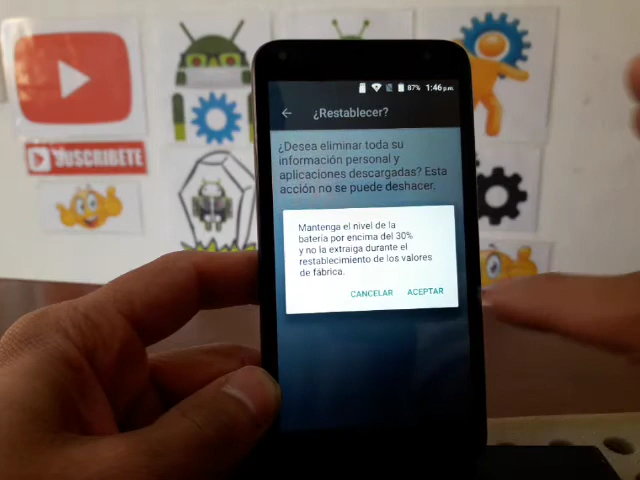 87% 1:46 p.m.
¿Restablecer?
¿Desea eliminar toda su
información personal y
aplicaciones descargadas? Esta
acción no se puede deshacer.
Mantenga el nivel de la
batería por encima del 30%
y no la extraiga durante el
restablecimiento de los valores
de fábrica.
CANCELAR ACEPTAR
SUSCRIBETE